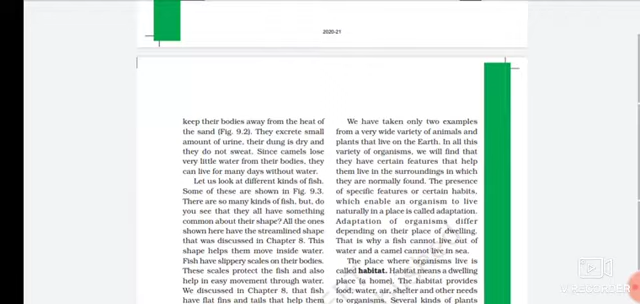 2020-21
keep their bodies away from the heat of
the sand (Fig. 9.2). They excrete small
amount of urine, their dung is dry and
they do not sweat. Since camels lose
very little water from their bodies, they
can live for many days without water.
Let us look at different kinds of fish.
Some of these are shown in Fig. 9.3.
There are so many kinds of fish, but, do
you see that they all have something
common about their shape? All the ones
shown here have the streamlined shape
that was discussed in Chapter 8. This
shape helps them move inside water.
Fish have slippery scales on their bodies.
These scales protect the fish and also
help in easy movement through water.
We discussed in Chapter 8, that fish
have flat fins and tails that help them
We have taken only two examples
from a very wide variety of animals and
plants that live on the Earth. In all this
variety of organisms, we will find that
they have certain features that help
them live in the surroundings in which
they are normally found. The presence
of specific features or certain habits,
which enable an organism to live
naturally in a place is called adaptation.
Adaptation of organisms differ
depending on their place of dwelling.
That is why a fish cannot live out of
water and a camel cannot live in sea.
The place where organisms live is
called habitat. Habitat means a dwelling
place (a home). The habitat provides
food, water, air, shelter and other needs
to organisms. Several kinds of plants